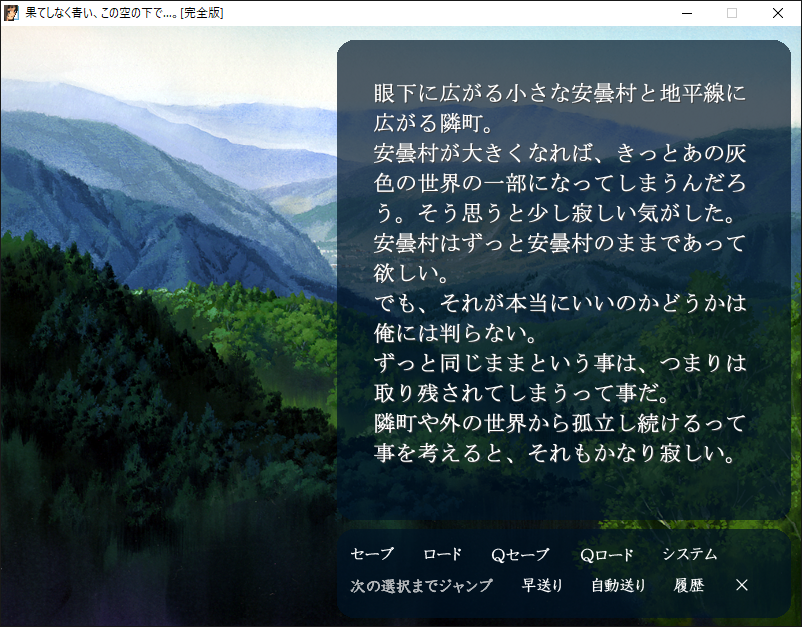 果てしなく青い、この空の下で…。[完全版]
眼下に広がる小さな安曇村と地平線に
広がる隣町。
安曇村が大きくなれば、きっとあの灰
色の世界の一部になってしまうんだろ
う。そう思うと少し寂しい気がした。
安曇村はずっと安曇村のままであって
欲しい。
でも、それが本当にいいのかどうかは
俺には判らない。
ずっと同じままという事は、つまりは
取り残されてしまうって事だ。
隣町や外の世界から孤立し続けるって
事を考えると、それもかなり寂しい。
セーブ ロード Qセーブ Qロード システム
次の選択までジャンプ 早送り 自動送り 履歴 ×